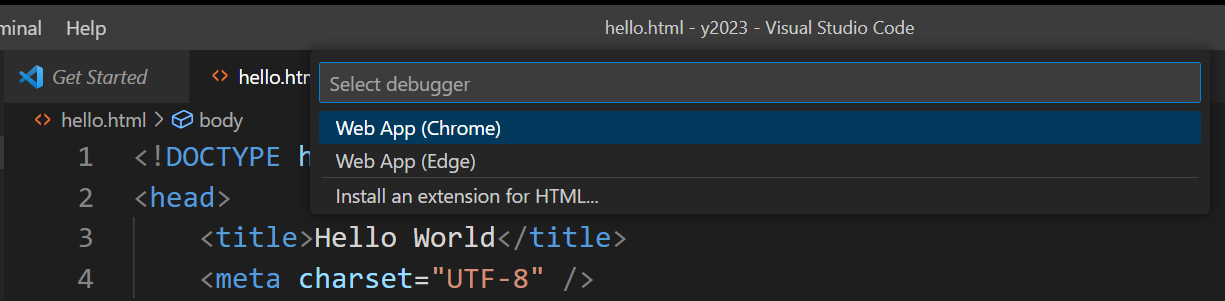 minal Help hello.html - y2023 - Visual Studio Code
Get Started hello.htm
Select debugger
hello.html > body
Web App (Chrome)
1 <!DOCTYPE h
Web App (Edge)
2 <head>
Install an extension for HTML...
3 <title>Hello World</title>
4 <meta charset="UTF-8" />